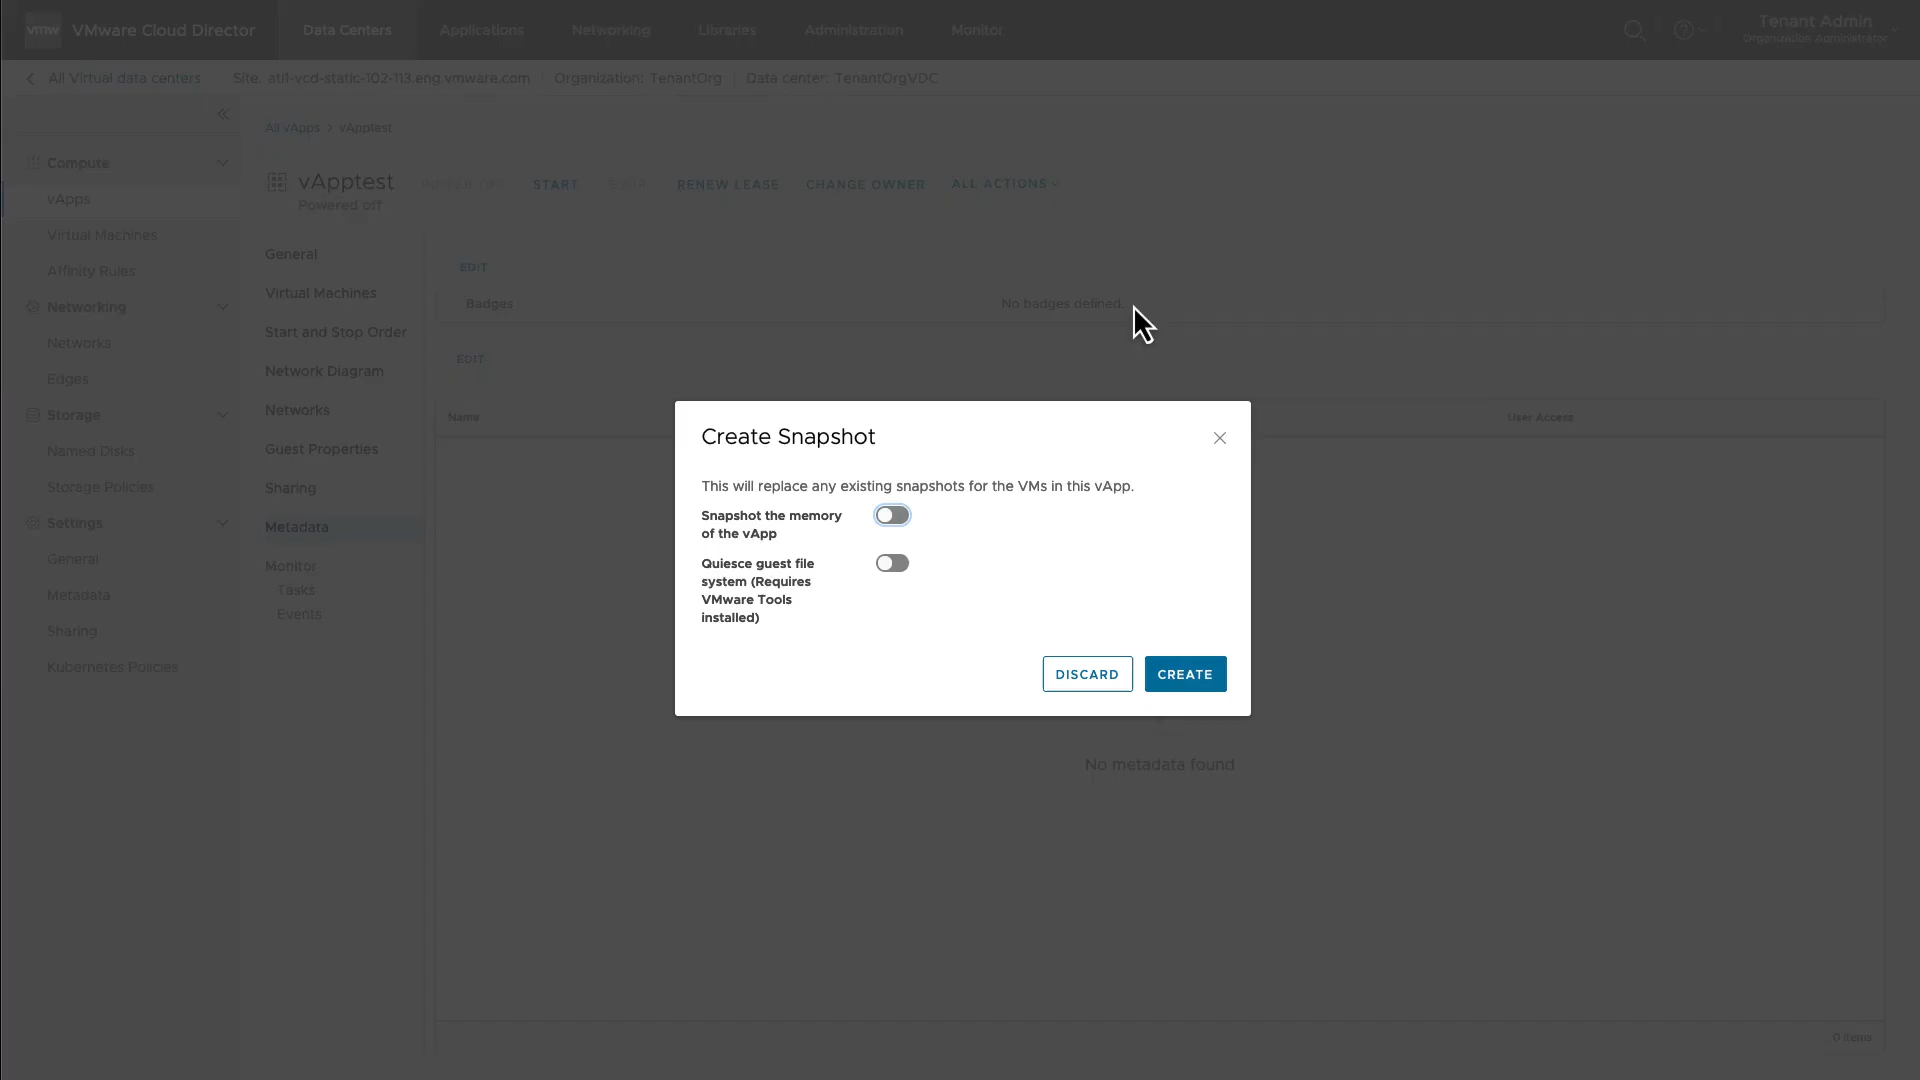 vmw VMware Cloud Director Data Centers Applications Networking Libraries Administration Monitor Tenant Admin
Organization Administrator
All Virtual data centers Site: atl1-vcd-static-102-113.eng.vmware.com Organization: TenantOrg Data center: TenantOrgVDC
All vApps > vApptest
Compute
vApps
Virtual Machines
Affinity Rules
Networking
Networks
Edges
Storage
Named Disks
Storage Policies
Settings
General
Metadata
Sharing
Kubernetes Policies
vApptest POWER OFF START RENEW LEASE CHANGE OWNER ALL ACTIONS
Powered off
General
Virtual Machines
Start and Stop Order
Network Diagram
Networks
Guest Properties
Sharing
Metadata
Monitor
Tasks
Events
EDIT
Badges No badges defined.
EDIT
Name User Access
Create Snapshot
This will replace any existing snapshots for the VMs in this vApp.
Snapshot the memory
of the vApp
Quiesce guest file
system (Requires
VMware Tools
installed)
DISCARD CREATE
No metadata found
0 items